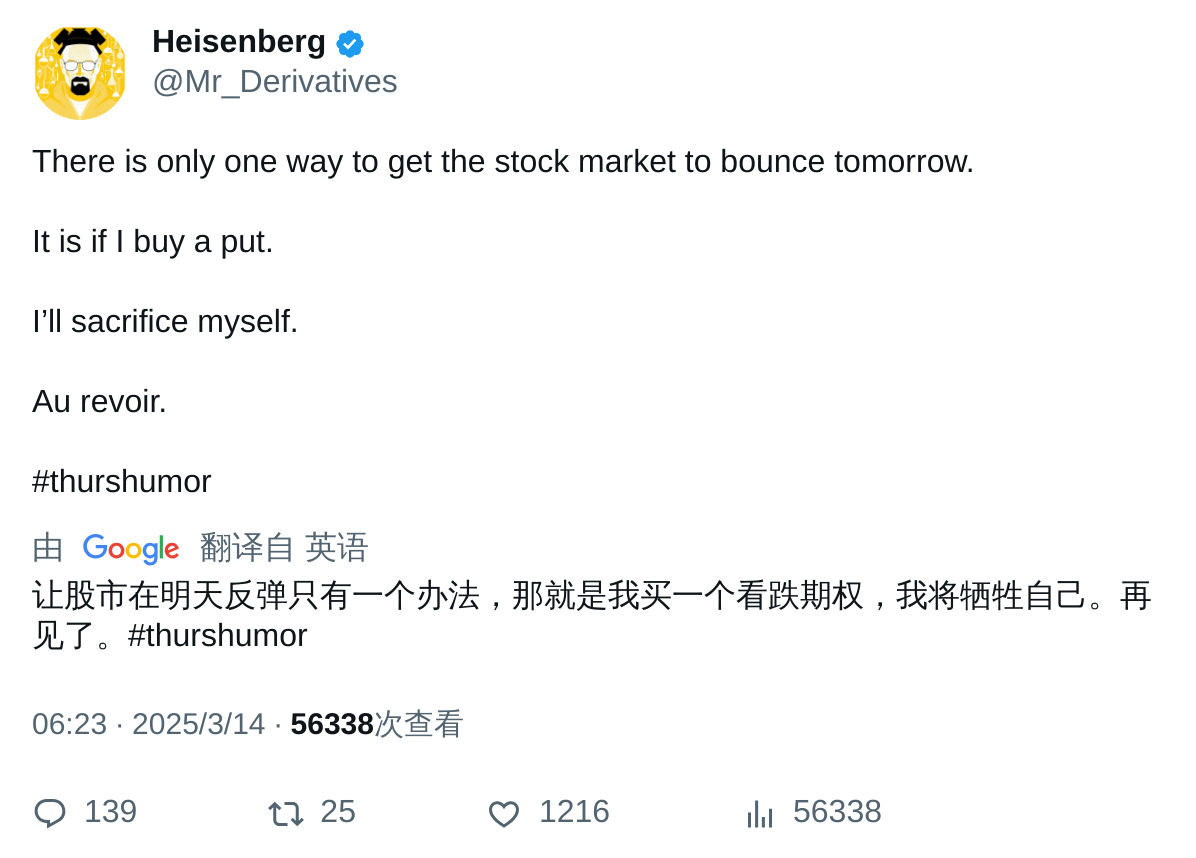 Heisenberg
@Mr_Derivatives
There is only one way to get the stock market to bounce tomorrow.
It is if I buy a put.
I’ll sacrifice myself.
Au revoir.
#thurshumor
由 Google 翻译自 英语
让股市在明天反弹只有一个办法，那就是我买一个看跌期权，我将牺牲自己。再
见了。#thurshumor
06:23 · 2025/3/14 · 56338次查看
139 25 1216 56338